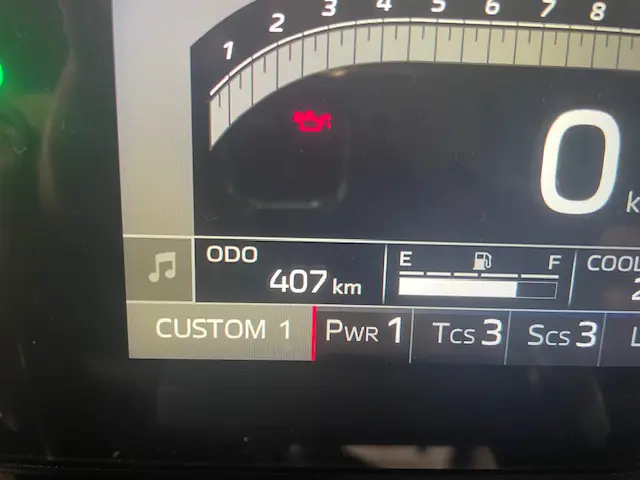 1 2 3 4 5 6 7 8
0
ODO
407 km
E F
COOL
CUSTOM 1
PWR 1
TCS 3
SCS 3